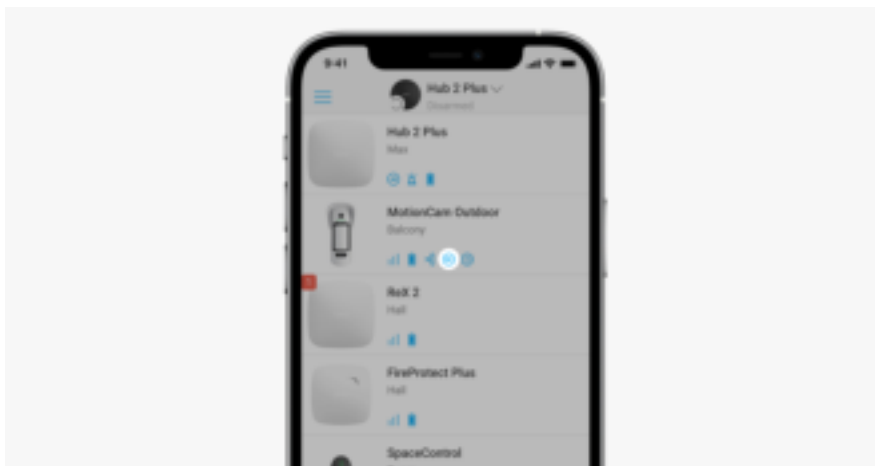 9:41
Hub 2 Plus
Disarmed
Hub 2 Plus
Max
MotionCam Outdoor
Balcony
ReX 2
Hall
FireProtect Plus
Hall
SpaceControl